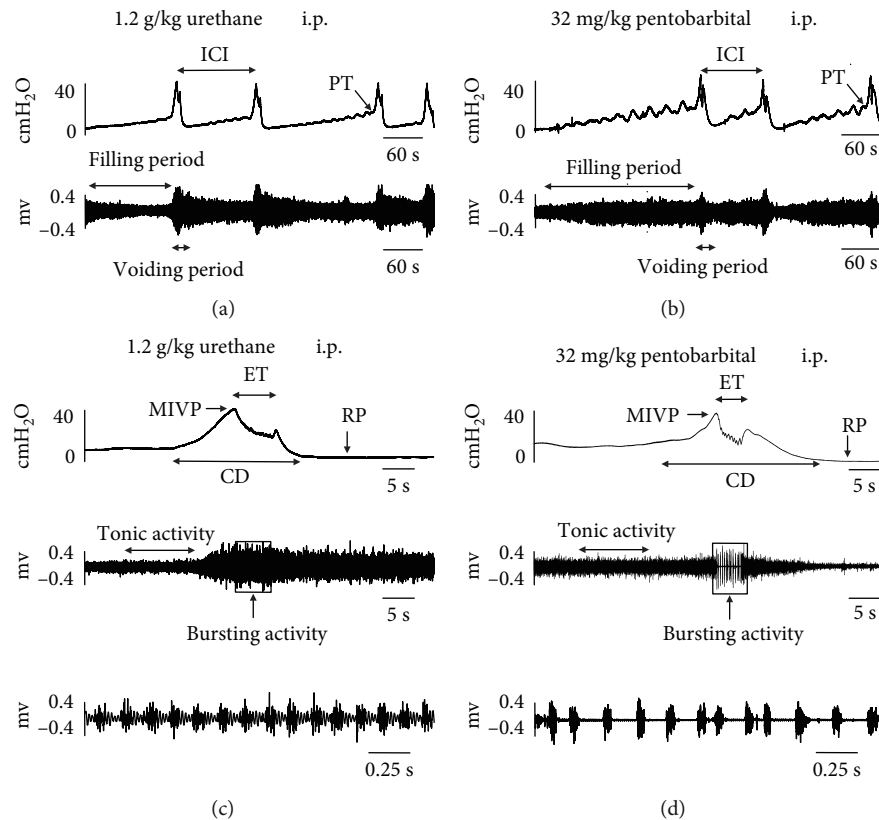 1.2 g/kg urethane i.p.
ICI
PT
cmH₂O
40
0
60 s
Filling period
mv
0.4
−0.4
60 s
Voiding period
(a)
32 mg/kg pentobarbital i.p.
ICI
PT
cmH₂O
40
0
60 s
Filling period
mv
0.4
−0.4
60 s
Voiding period
(b)
1.2 g/kg urethane i.p.
ET
MIVP
RP
cmH₂O
40
0
CD
5 s
Tonic activity
mv
0.4
−0.4
5 s
Bursting activity
mv
0.4
−0.4
0.25 s
(c)
32 mg/kg pentobarbital i.p.
ET
MIVP
RP
cmH₂O
40
0
CD
5 s
Tonic activity
mv
0.4
−0.4
5 s
Bursting activity
mv
0.4
−0.4
0.25 s
(d)